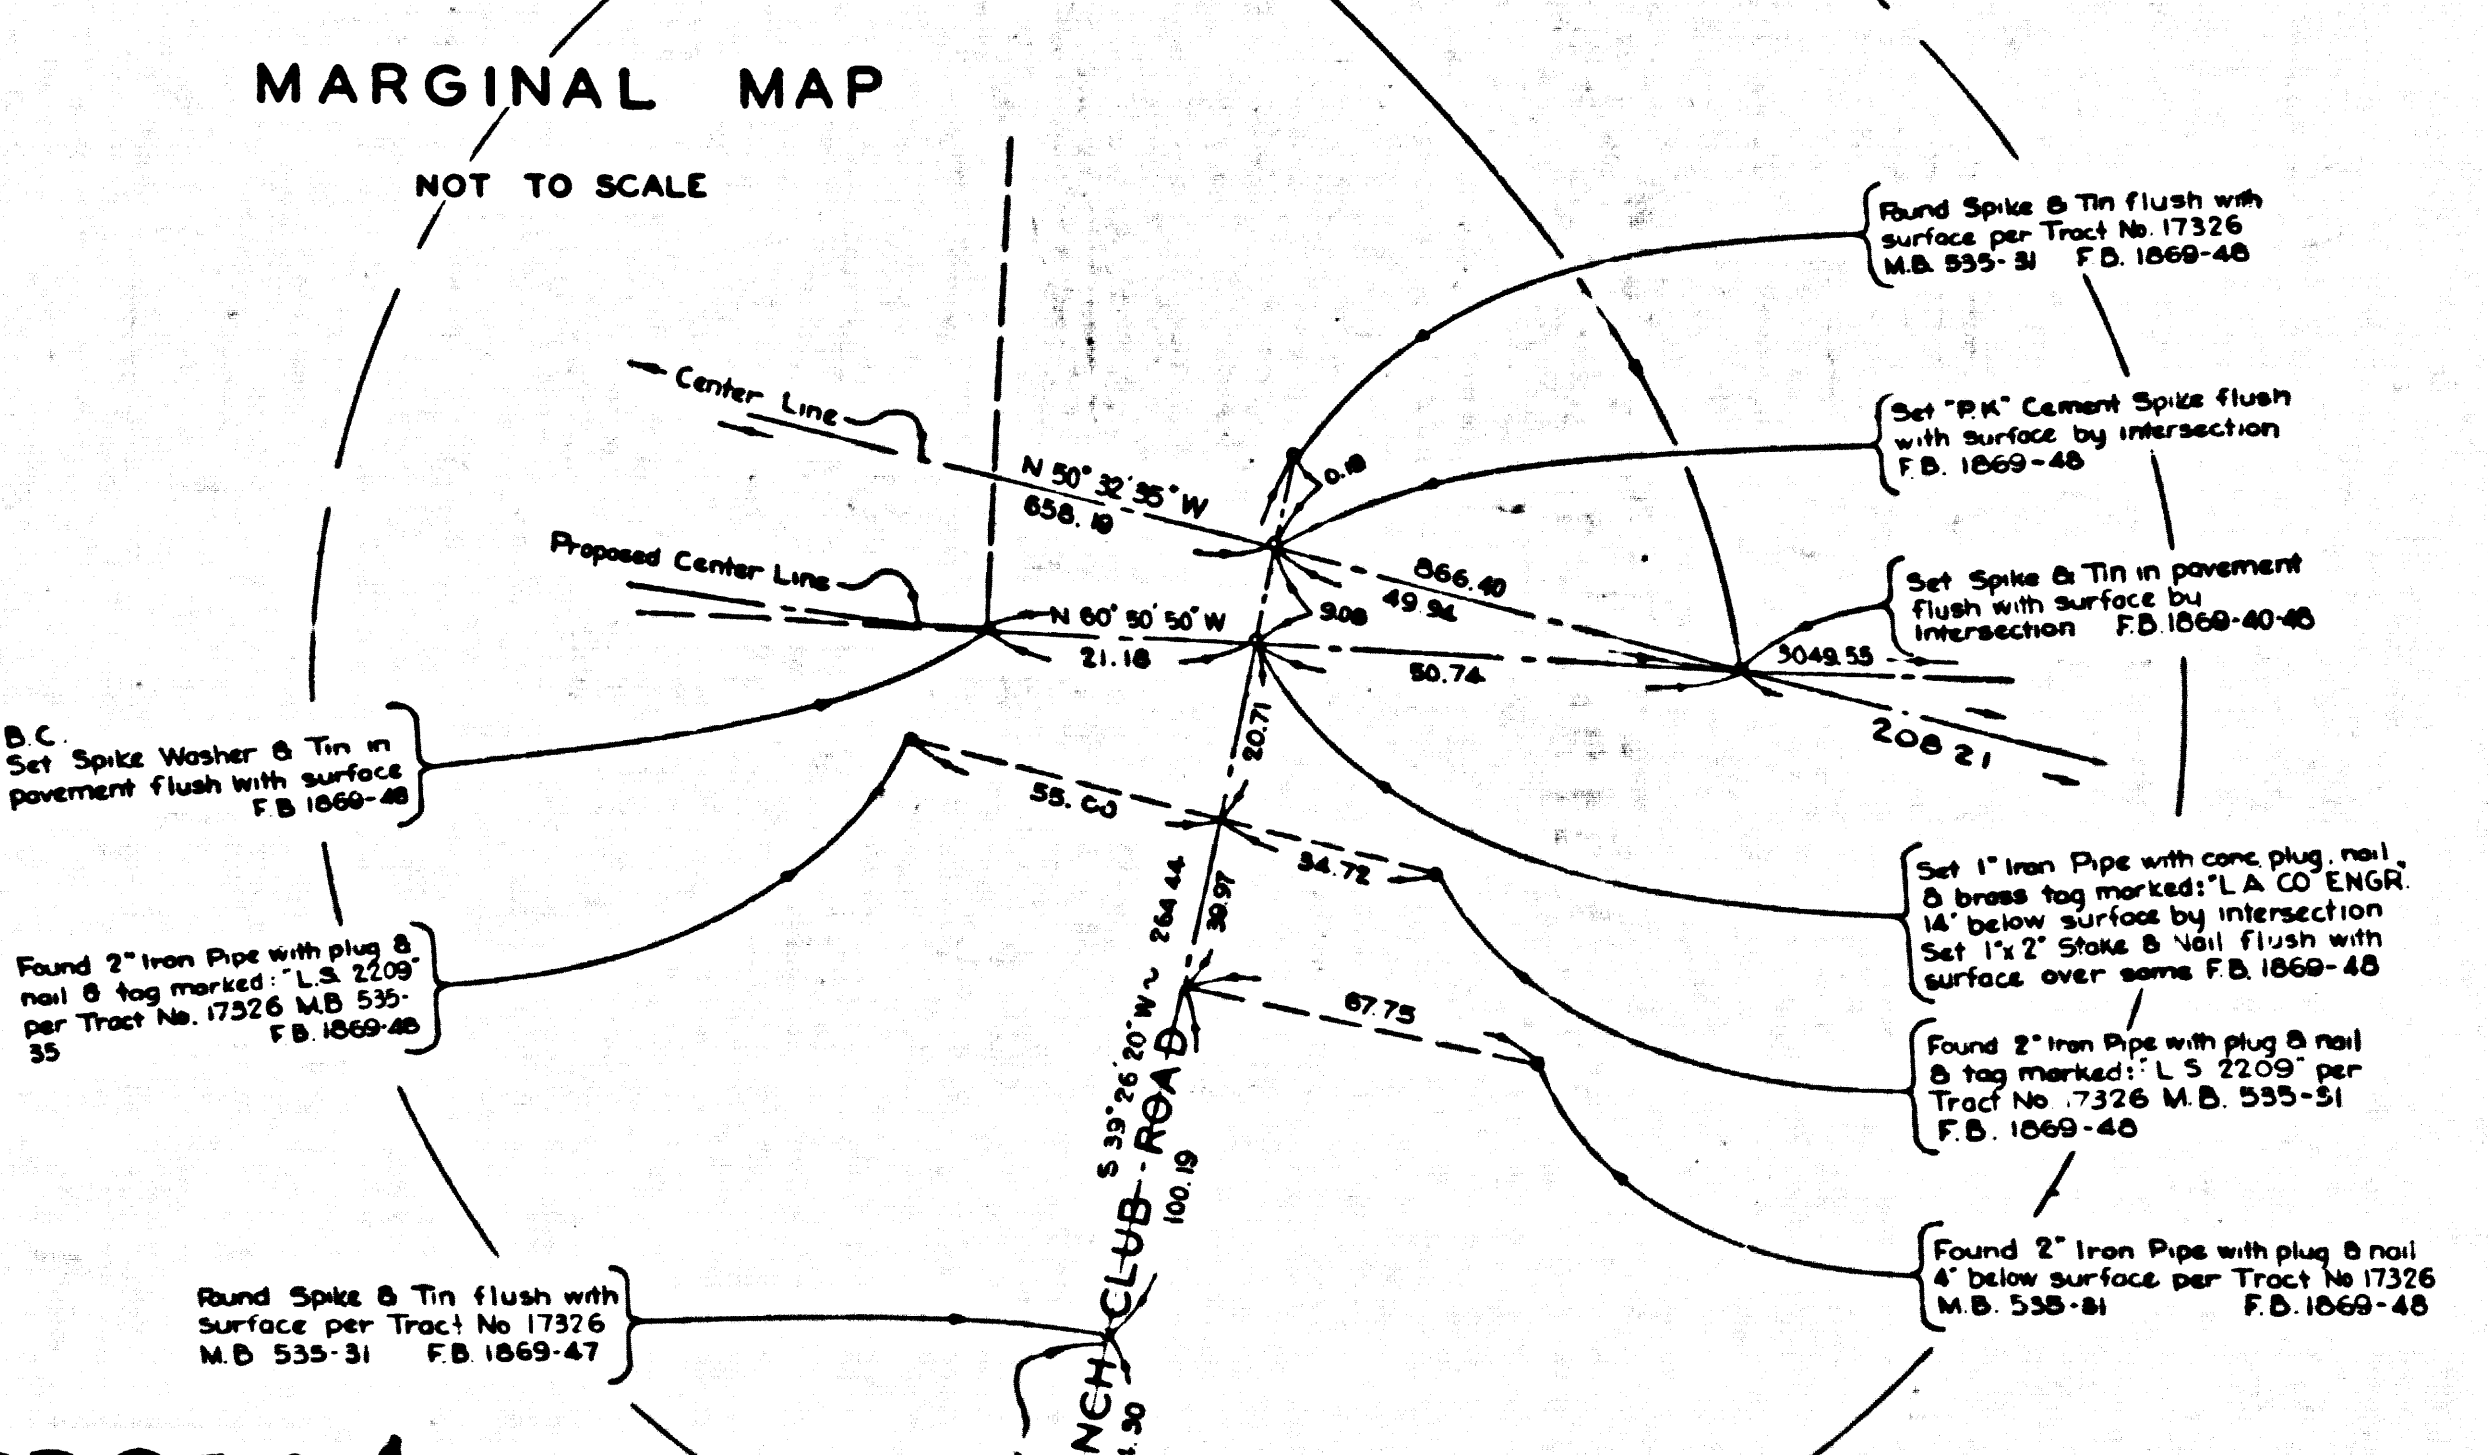 MARGINAL MAP
NOT TO SCALE
Found Spike & Tin flush with
surface per Tract No. 17326
M.B. 535-31 F.B. 1869-48
Set "P.K" Cement Spike flush
with surface by intersection
F.B. 1869-48
Center Line
N 50° 32' 35" W
658.19
0.18
Proposed Center Line
N 60° 50' 50" W
21.18
9.08
866.40
49.94
50.74
Set Spike & Tin in pavement
flush with surface by
intersection F.B. 1869-40-48
3049.55
208 21
B.C.
Set Spike Washer & Tin in
pavement flush with surface
F.B 1869-48
20.71
55.00
34.72
264 44
39.97
Set 1" Iron Pipe with conc plug, nail
& brass tag marked: "L A CO ENGR."
14" below surface by intersection
Set 1"x 2" Stake & Nail flush with
surface over same F.B. 1869-48
Found 2" Iron Pipe with plug &
nail & tag marked: "L.S. 2209"
per Tract No. 17326 M.B 535-
F.B. 1869-48
35
67.75
Found 2" Iron Pipe with plug & nail
& tag marked: "L S 2209" per
Tract No. 17326 M.B. 535-31
F.B. 1869-48
S 39° 26' 20" W
CLUB ROAD
100.19
Found 2" Iron Pipe with plug & nail
4" below surface per Tract No 17326
M.B. 535-31 F.B. 1869-48
Found Spike & Tin flush with
surface per Tract No 17326
M.B 535-31 F.B. 1869-47
NCH
.30